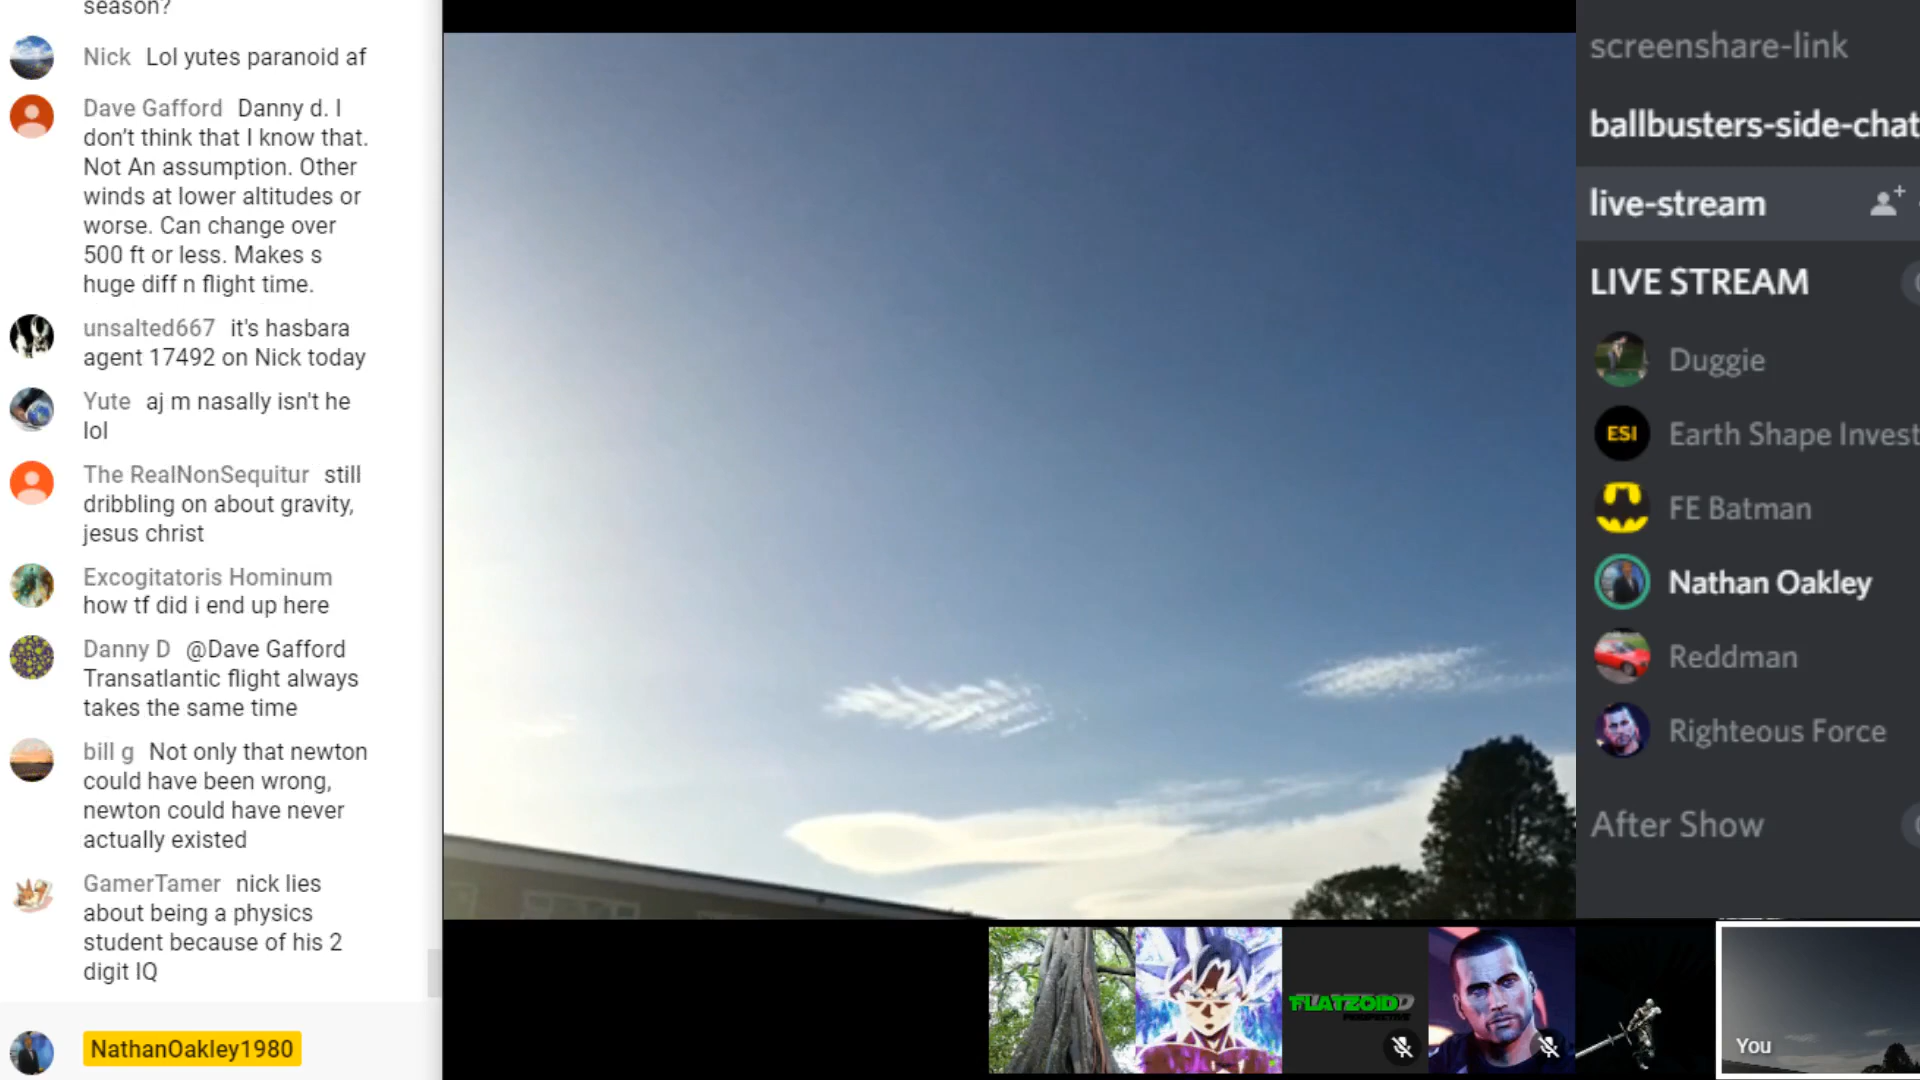 season?
Nick Lol yutes paranoid af
Dave Gafford Danny d. I
don't think that I know that.
Not An assumption. Other
winds at lower altitudes or
worse. Can change over
500 ft or less. Makes s
huge diff n flight time.
unsalted667 it's hasbara
agent 17492 on Nick today
Yute aj m nasally isn't he
lol
The RealNonSequitur still
dribbling on about gravity,
jesus christ
Excogitatoris Hominum
how tf did i end up here
Danny D @Dave Gafford
Transatlantic flight always
takes the same time
bill g Not only that newton
could have been wrong,
newton could have never
actually existed
GamerTamer nick lies
about being a physics
student because of his 2
digit IQ
NathanOakley1980
screenshare-link
ballbusters-side-chat
live-stream
LIVE STREAM
Duggie
ESI Earth Shape Invest
FE Batman
Nathan Oakley
Reddman
Righteous Force
After Show
FLATZOID
PERSPECTIVE
You